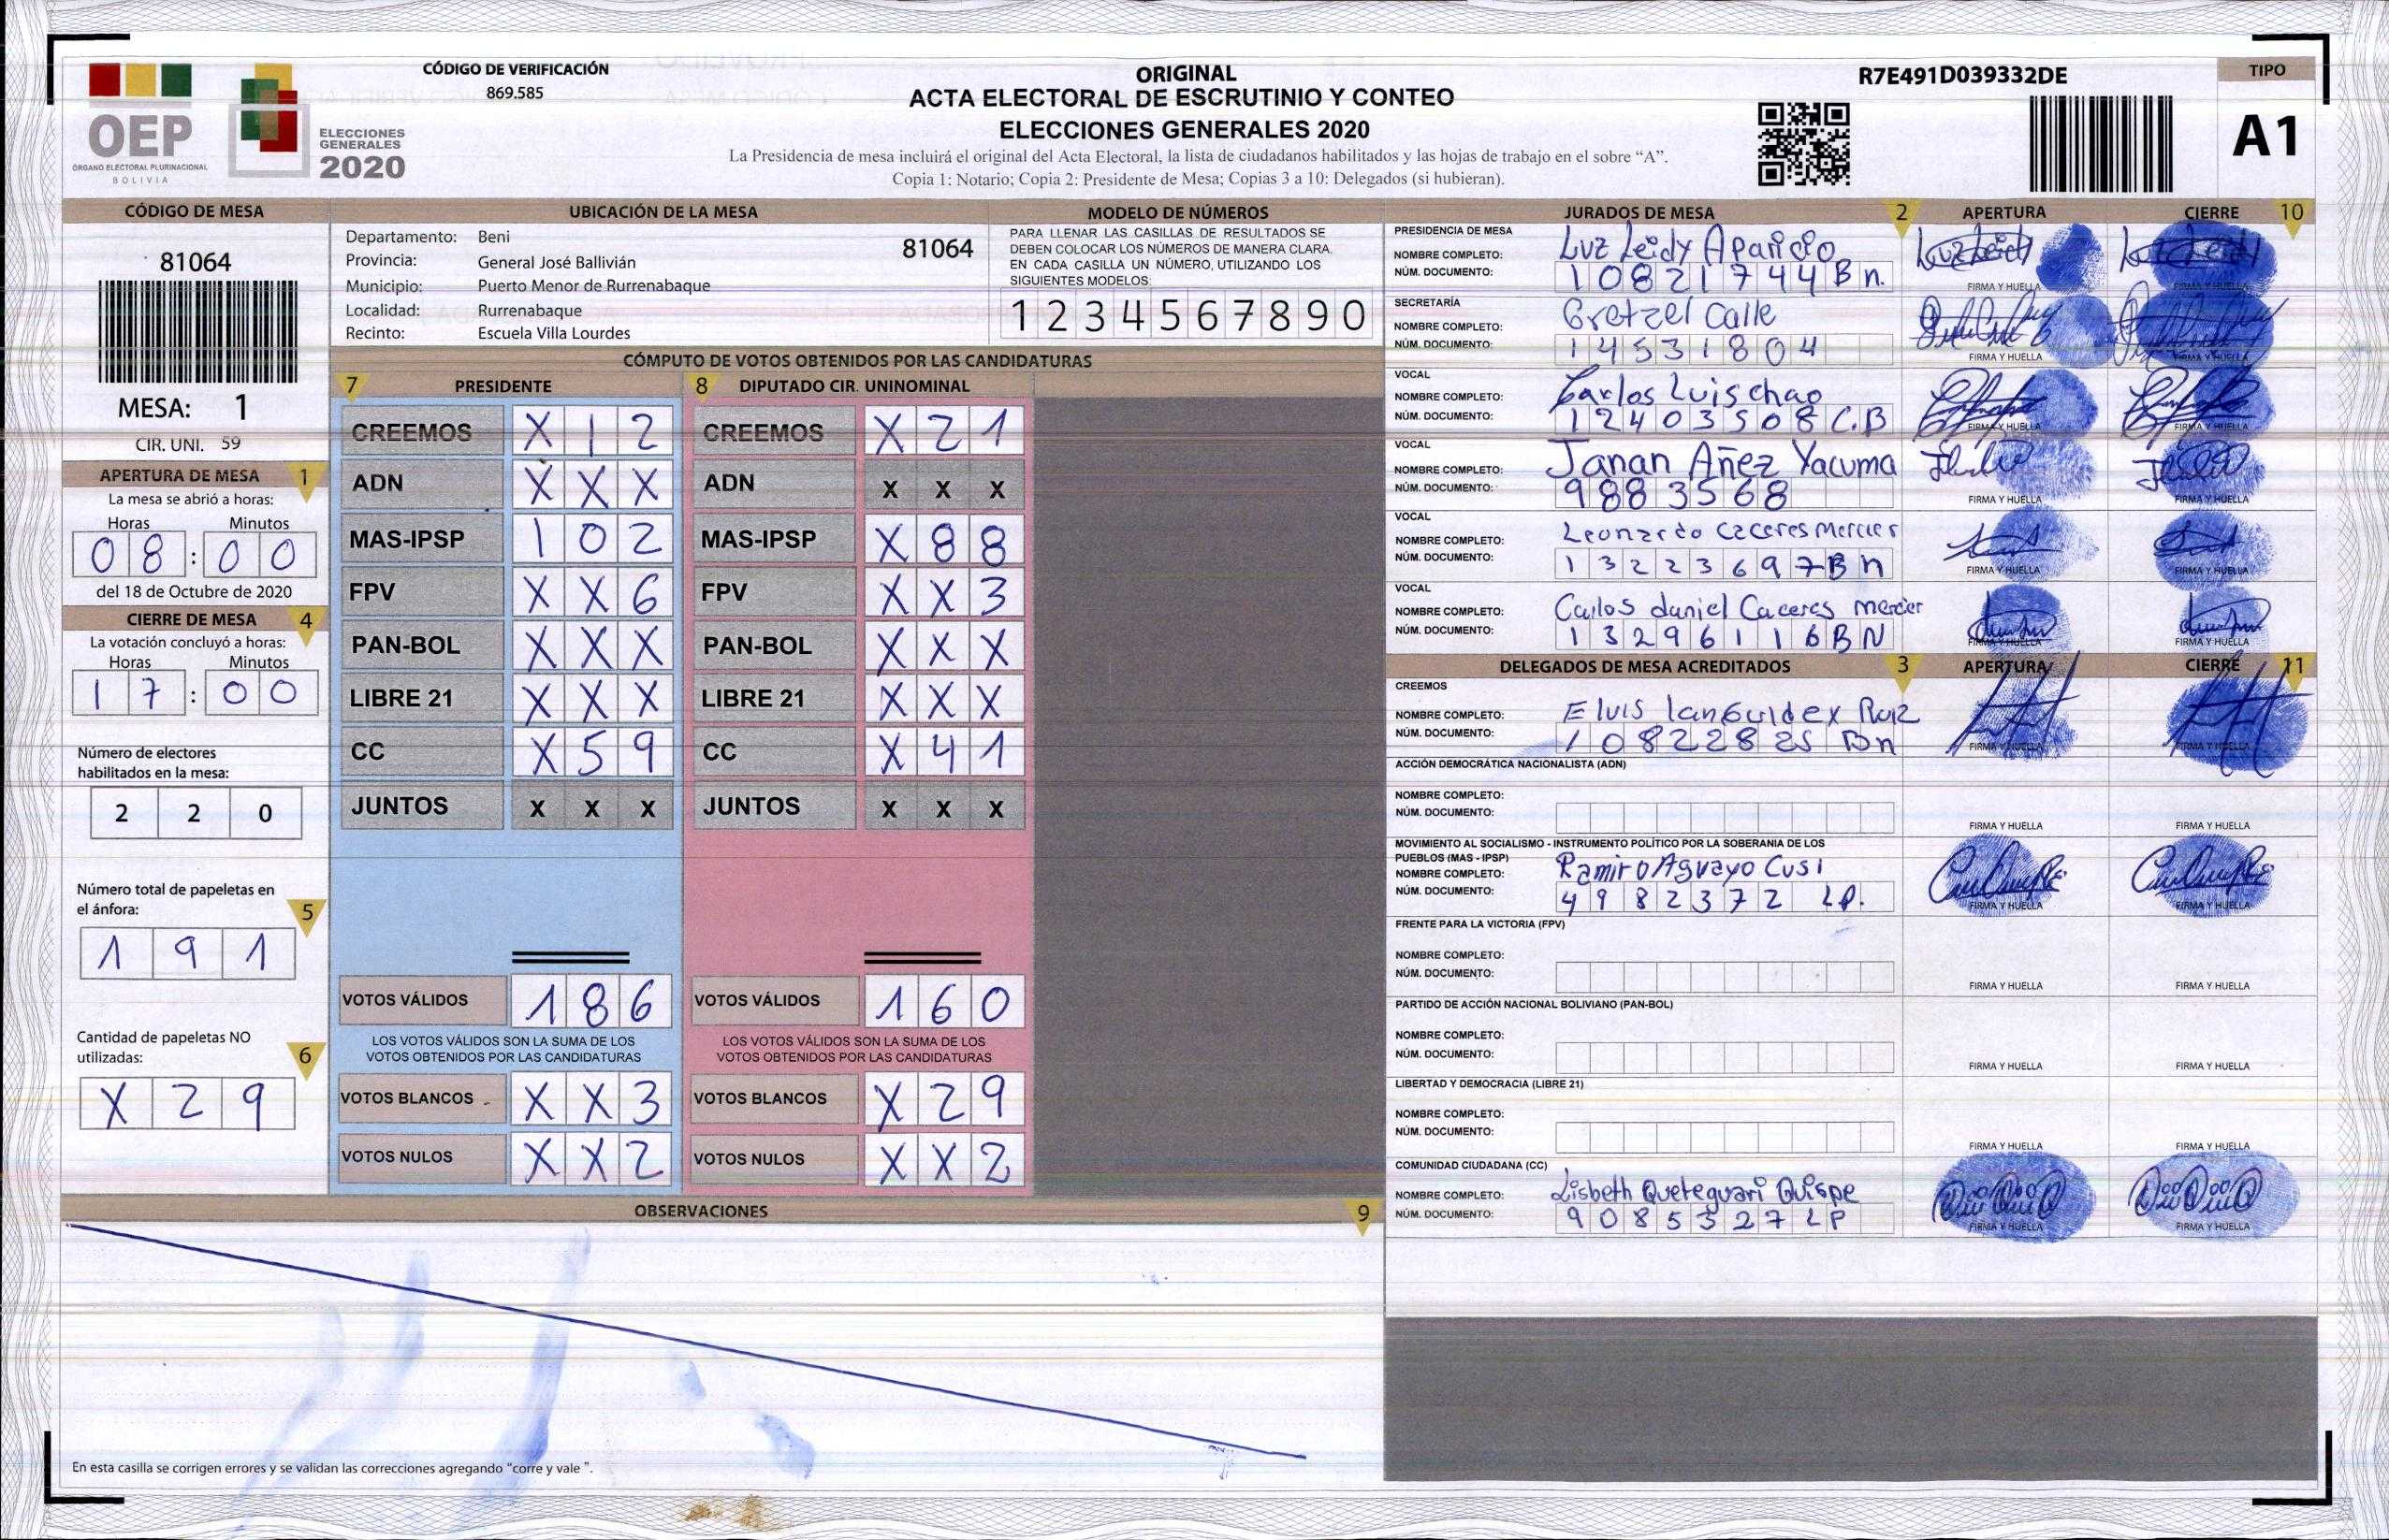 CÓDIGO DE VERIFICACIÓN
869.585
OEP
ÓRGANO ELECTORAL PLURINACIONAL
BOLIVIA
ELECCIONES
GENERALES
2020
ORIGINAL
ACTA ELECTORAL DE ESCRUTINIO Y CONTEO
ELECCIONES GENERALES 2020
La Presidencia de mesa incluirá el original del Acta Electoral, la lista de ciudadanos habilitados y las hojas de trabajo en el sobre “A”.
Copia 1: Notario; Copia 2: Presidente de Mesa; Copias 3 a 10: Delegados (si hubieran).
R7E491D039332DE
TIPO
A1
CÓDIGO DE MESA
81064
MESA: 1
CIR. UNI. 59
APERTURA DE MESA 1
La mesa se abrió a horas:
Horas Minutos
08:00
del 18 de Octubre de 2020
CIERRE DE MESA 4
La votación concluyó a horas:
Horas Minutos
17:00
Número de electores
habilitados en la mesa:
2 2 0
Número total de papeletas en
el ánfora: 5
1 9 1
Cantidad de papeletas NO
utilizadas: 6
X 2 9
UBICACIÓN DE LA MESA
Departamento: Beni 81064
Provincia: General José Ballivián
Municipio: Puerto Menor de Rurrenabaque
Localidad: Rurrenabaque
Recinto: Escuela Villa Lourdes
MODELO DE NÚMEROS
PARA LLENAR LAS CASILLAS DE RESULTADOS SE
DEBEN COLOCAR LOS NÚMEROS DE MANERA CLARA.
EN CADA CASILLA UN NÚMERO, UTILIZANDO LOS
SIGUIENTES MODELOS:
1 2 3 4 5 6 7 8 9 0
CÓMPUTO DE VOTOS OBTENIDOS POR LAS CANDIDATURAS
7 PRESIDENTE 8 DIPUTADO CIR. UNINOMINAL
CREEMOS X 1 2 CREEMOS X 2 1
ADN X X X ADN X X X
MAS-IPSP 1 0 2 MAS-IPSP X 8 8
FPV X X 6 FPV X X 3
PAN-BOL X X X PAN-BOL X X X
LIBRE 21 X X X LIBRE 21 X X X
CC X 5 9 CC X 4 1
JUNTOS X X X JUNTOS X X X
VOTOS VÁLIDOS 1 8 6 VOTOS VÁLIDOS 1 6 0
LOS VOTOS VÁLIDOS SON LA SUMA DE LOS LOS VOTOS VÁLIDOS SON LA SUMA DE LOS
VOTOS OBTENIDOS POR LAS CANDIDATURAS VOTOS OBTENIDOS POR LAS CANDIDATURAS
VOTOS BLANCOS X X 3 VOTOS BLANCOS X 2 9
VOTOS NULOS X X 2 VOTOS NULOS X X 2
OBSERVACIONES 9
En esta casilla se corrigen errores y se validan las correcciones agregando “corre y vale ”.
JURADOS DE MESA 2 APERTURA CIERRE 10
PRESIDENCIA DE MESA
NOMBRE COMPLETO: Luz Leidy Aparicio
NÚM. DOCUMENTO: 10821744Bn.
FIRMA Y HUELLA FIRMA Y HUELLA
SECRETARÍA
NOMBRE COMPLETO: Gretzel Calle
NÚM. DOCUMENTO: 14531804
FIRMA Y HUELLA FIRMA Y HUELLA
VOCAL
NOMBRE COMPLETO: Carlos Luis chao
NÚM. DOCUMENTO: 12403508C.B
FIRMA Y HUELLA FIRMA Y HUELLA
VOCAL
NOMBRE COMPLETO: Janan Añez Yacuma
NÚM. DOCUMENTO: 9883568
FIRMA Y HUELLA FIRMA Y HUELLA
VOCAL
NOMBRE COMPLETO: Leonardo Caceres Mercier
NÚM. DOCUMENTO: 13223697Bn
FIRMA Y HUELLA FIRMA Y HUELLA
VOCAL
NOMBRE COMPLETO: Carlos daniel Caceres mercier
NÚM. DOCUMENTO: 13296116BN
FIRMA Y HUELLA FIRMA Y HUELLA
DELEGADOS DE MESA ACREDITADOS 3 APERTURA CIERRE 11
CREEMOS
NOMBRE COMPLETO: Elvis Ruiz
NÚM. DOCUMENTO: 10822825 Bn
FIRMA Y HUELLA FIRMA Y HUELLA
ACCIÓN DEMOCRÁTICA NACIONALISTA (ADN)
NOMBRE COMPLETO:
NÚM. DOCUMENTO:
FIRMA Y HUELLA FIRMA Y HUELLA
MOVIMIENTO AL SOCIALISMO - INSTRUMENTO POLÍTICO POR LA SOBERANIA DE LOS
PUEBLOS (MAS - IPSP)
NOMBRE COMPLETO: Ramiro Aguayo Cusi
NÚM. DOCUMENTO: 4982372 LP.
FIRMA Y HUELLA FIRMA Y HUELLA
FRENTE PARA LA VICTORIA (FPV)
NOMBRE COMPLETO:
NÚM. DOCUMENTO:
FIRMA Y HUELLA FIRMA Y HUELLA
PARTIDO DE ACCIÓN NACIONAL BOLIVIANO (PAN-BOL)
NOMBRE COMPLETO:
NÚM. DOCUMENTO:
FIRMA Y HUELLA FIRMA Y HUELLA
LIBERTAD Y DEMOCRACIA (LIBRE 21)
NOMBRE COMPLETO:
NÚM. DOCUMENTO:
FIRMA Y HUELLA FIRMA Y HUELLA
COMUNIDAD CIUDADANA (CC)
NOMBRE COMPLETO: Lisbeth Queteguari Quispe
NÚM. DOCUMENTO: 9085327LP
FIRMA Y HUELLA FIRMA Y HUELLA